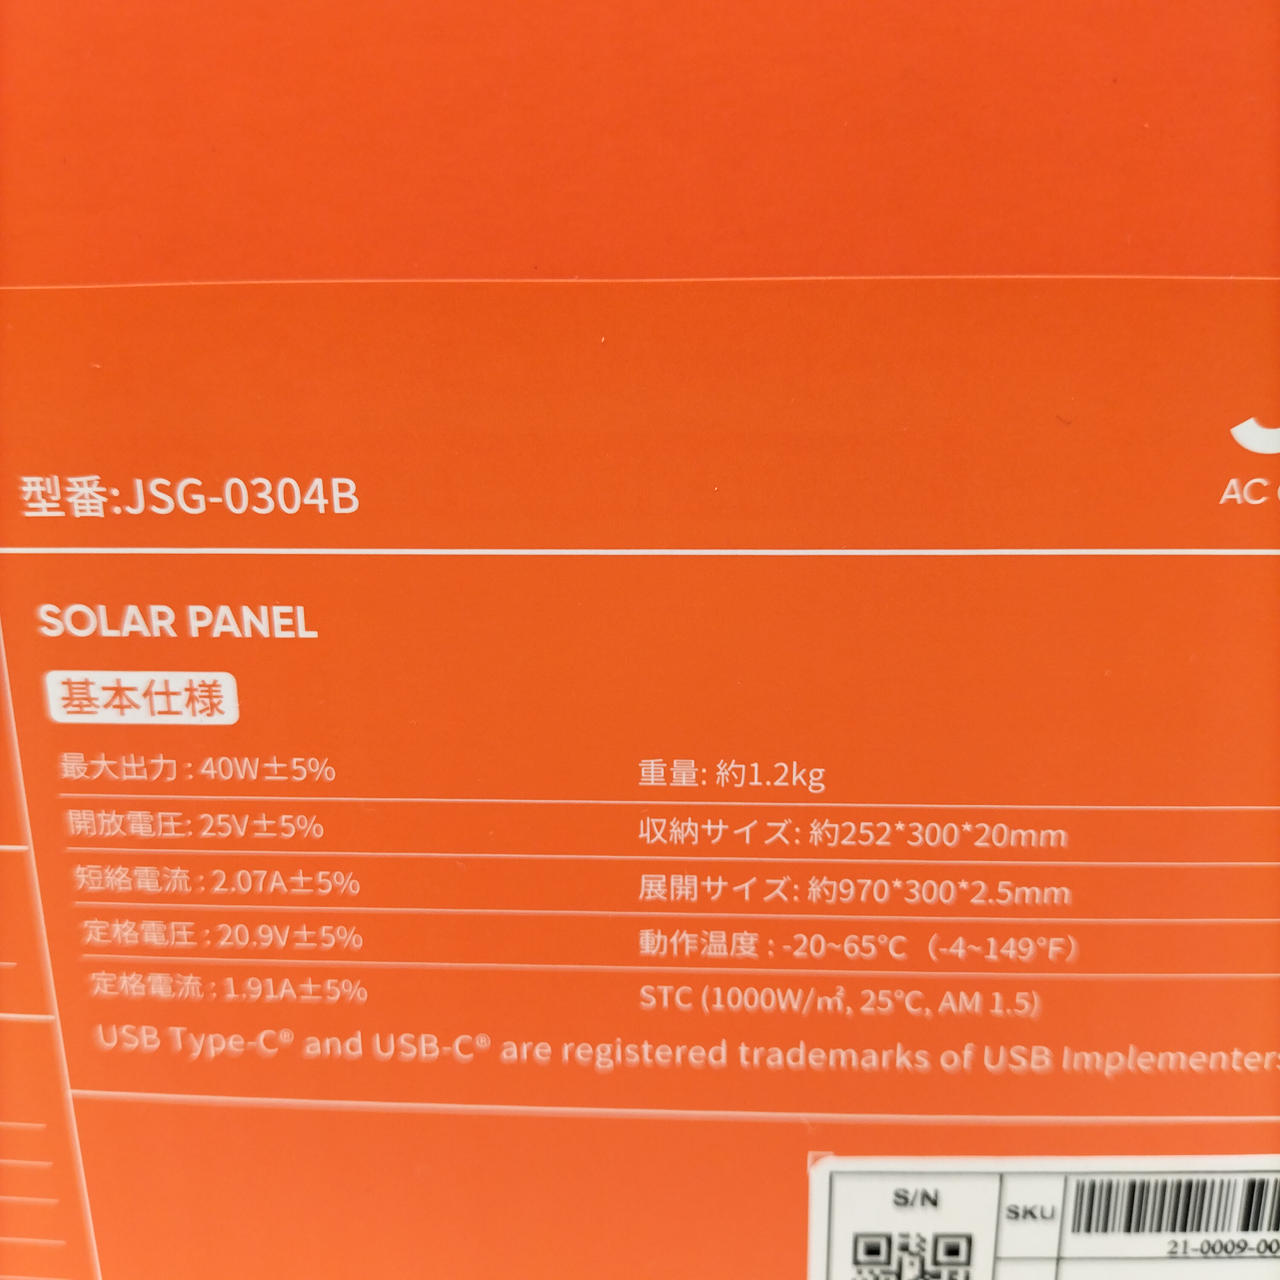 型番:JSG-0304B
AC
SOLAR PANEL
基本仕様
最大出力 : 40W±5%
開放電圧: 25V±5%
短絡電流 : 2.07A±5%
定格電圧 : 20.9V±5%
定格電流 : 1.91A±5%
重量: 約1.2kg
収納サイズ: 約252*300*20mm
展開サイズ: 約970*300*2.5mm
動作温度 : -20~65℃（-4~149℉）
STC (1000W/㎡, 25℃, AM 1.5)
USB Type-C® and USB-C® are registered trademarks of USB Implementers
S/N
SKU
21-0009-00